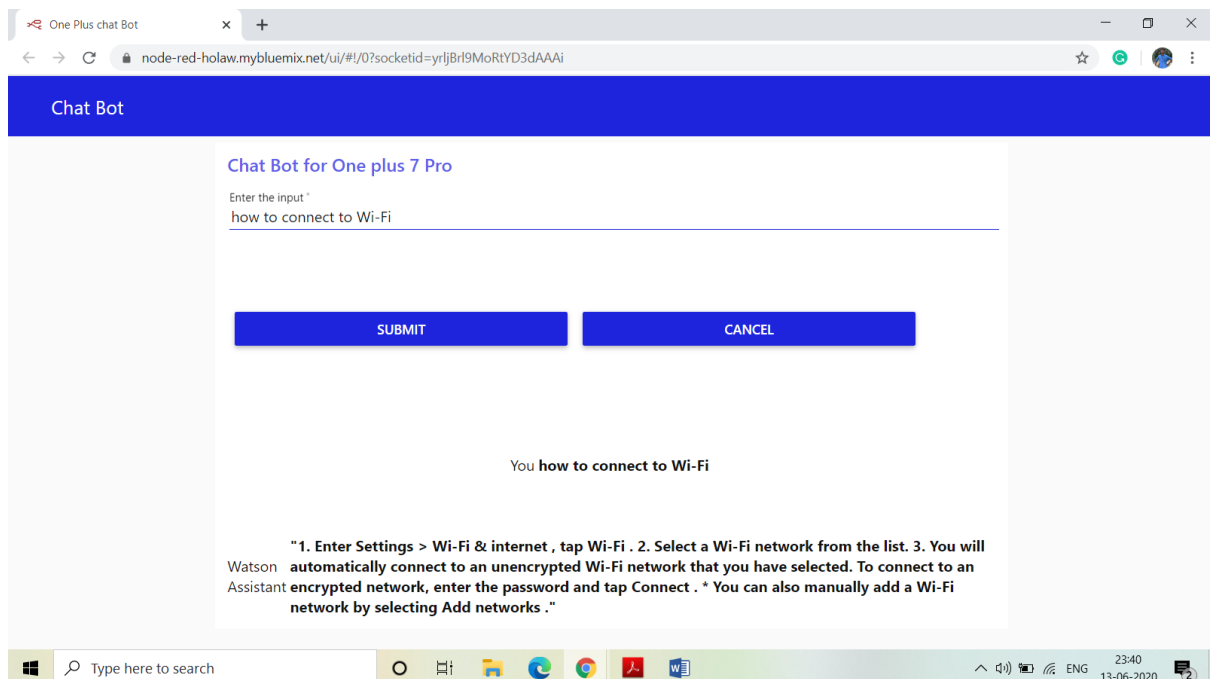 One Plus chat Bot
node-red-holaw.mybluemix.net/ui/#!/0?socketid=yrljBrl9MoRtYD3dAAAi
Chat Bot
Chat Bot for One plus 7 Pro
Enter the input *
how to connect to Wi-Fi
SUBMIT CANCEL
You how to connect to Wi-Fi
"1. Enter Settings > Wi-Fi & internet , tap Wi-Fi . 2. Select a Wi-Fi network from the list. 3. You will
Watson automatically connect to an unencrypted Wi-Fi network that you have selected. To connect to an
Assistant encrypted network, enter the password and tap Connect . * You can also manually add a Wi-Fi
network by selecting Add networks ."
Type here to search ENG 23:40
13-06-2020 2